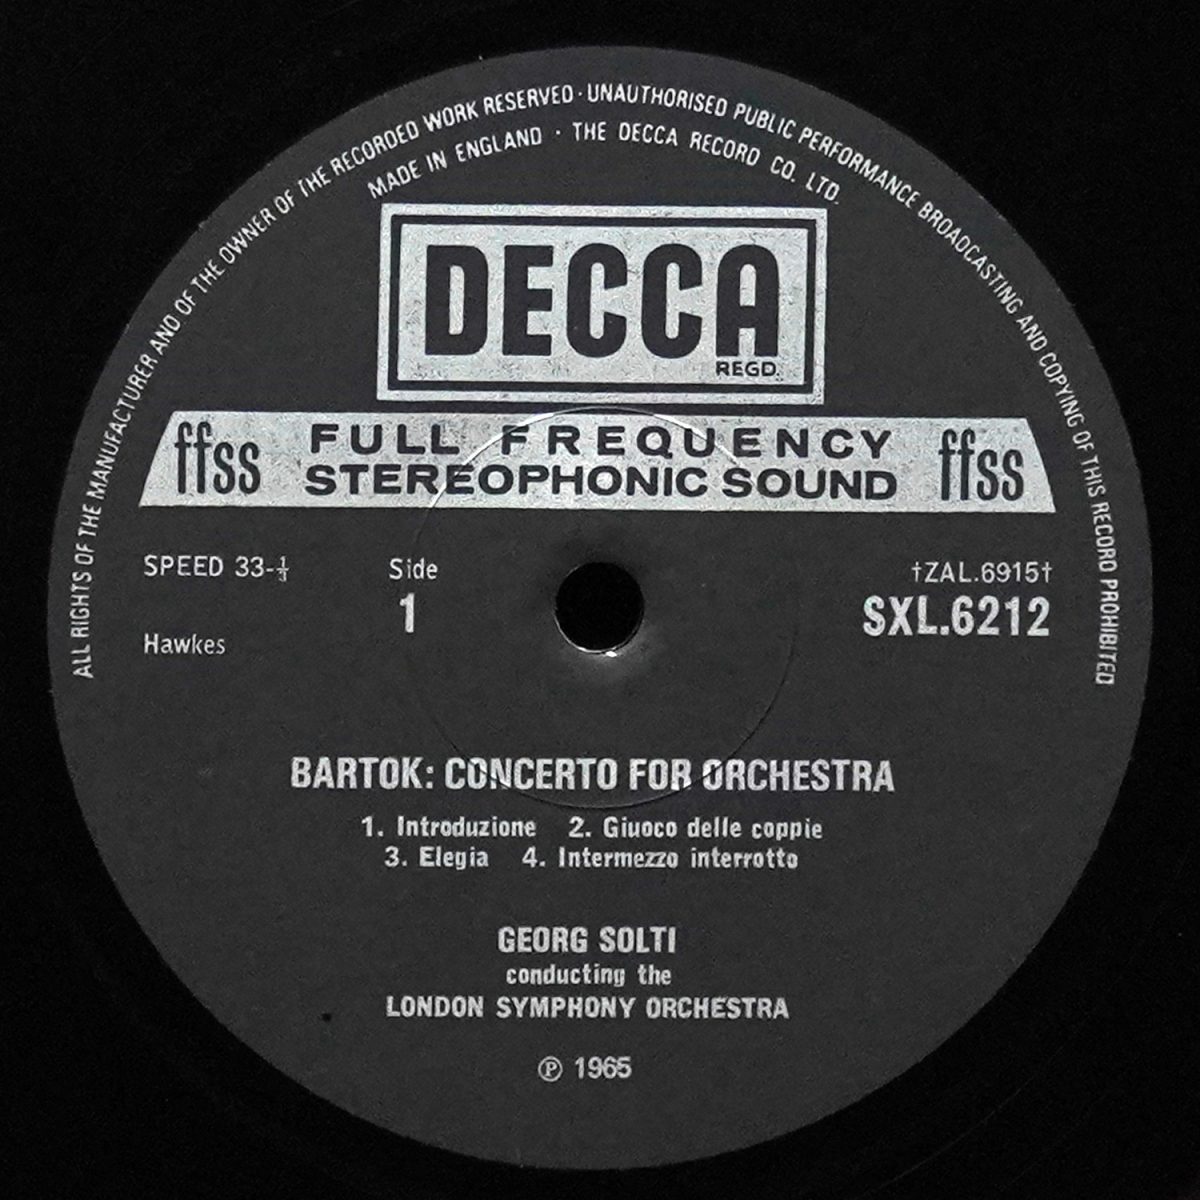 ALL RIGHTS OF THE MANUFACTURER AND OF THE OWNER OF THE RECORDED WORK RESERVED · UNAUTHORISED PUBLIC PERFORMANCE BROADCASTING AND COPYING OF THIS RECORD PROHIBITED
MADE IN ENGLAND · THE DECCA RECORD CO. LTD.
DECCA
REGD.
ffss FULL FREQUENCY STEREOPHONIC SOUND ffss
SPEED 33-⅓ Side †ZAL.6915†
1 SXL.6212
Hawkes
BARTOK: CONCERTO FOR ORCHESTRA
1. Introduzione 2. Giuoco delle coppie
3. Elegia 4. Intermezzo interrotto
GEORG SOLTI
conducting the
LONDON SYMPHONY ORCHESTRA
℗ 1965